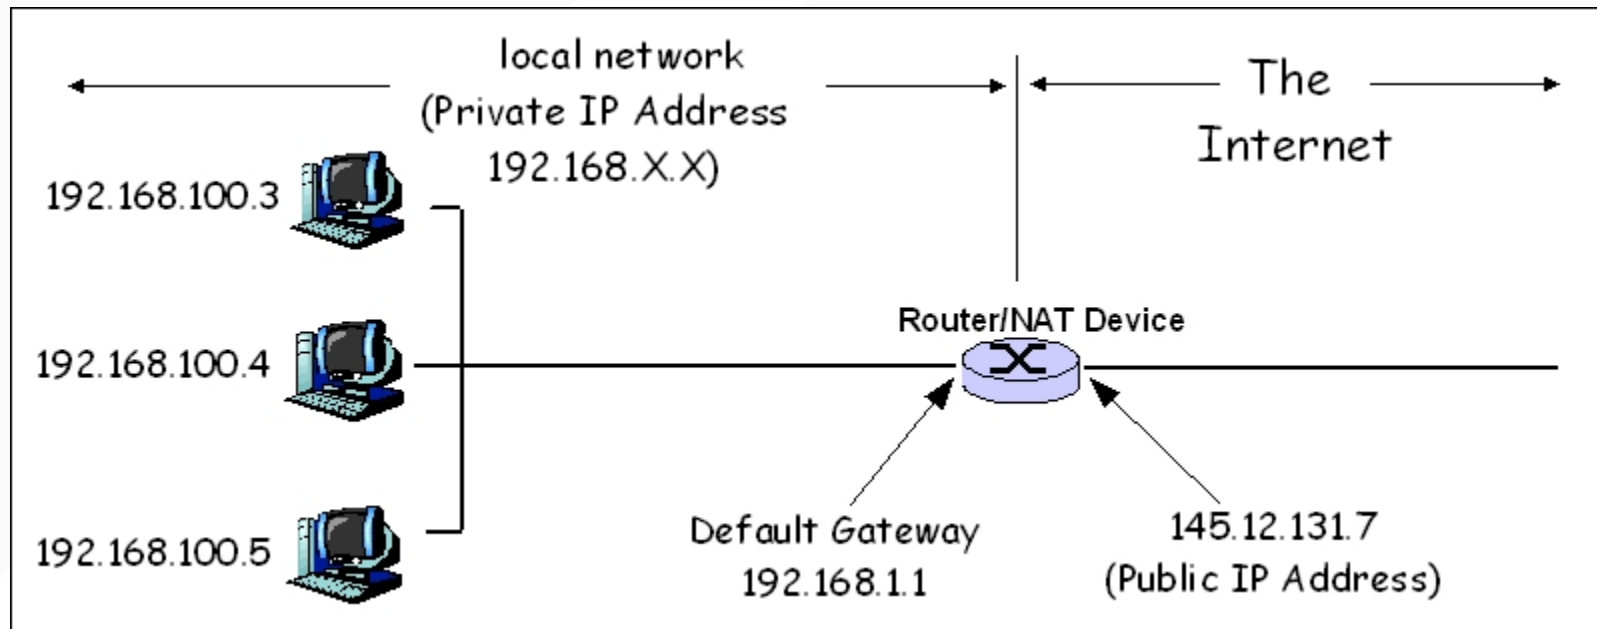 local network
(Private IP Address
192.168.X.X)
The
Internet
192.168.100.3
Router/NAT Device
192.168.100.4
192.168.100.5
Default Gateway
192.168.1.1
145.12.131.7
(Public IP Address)